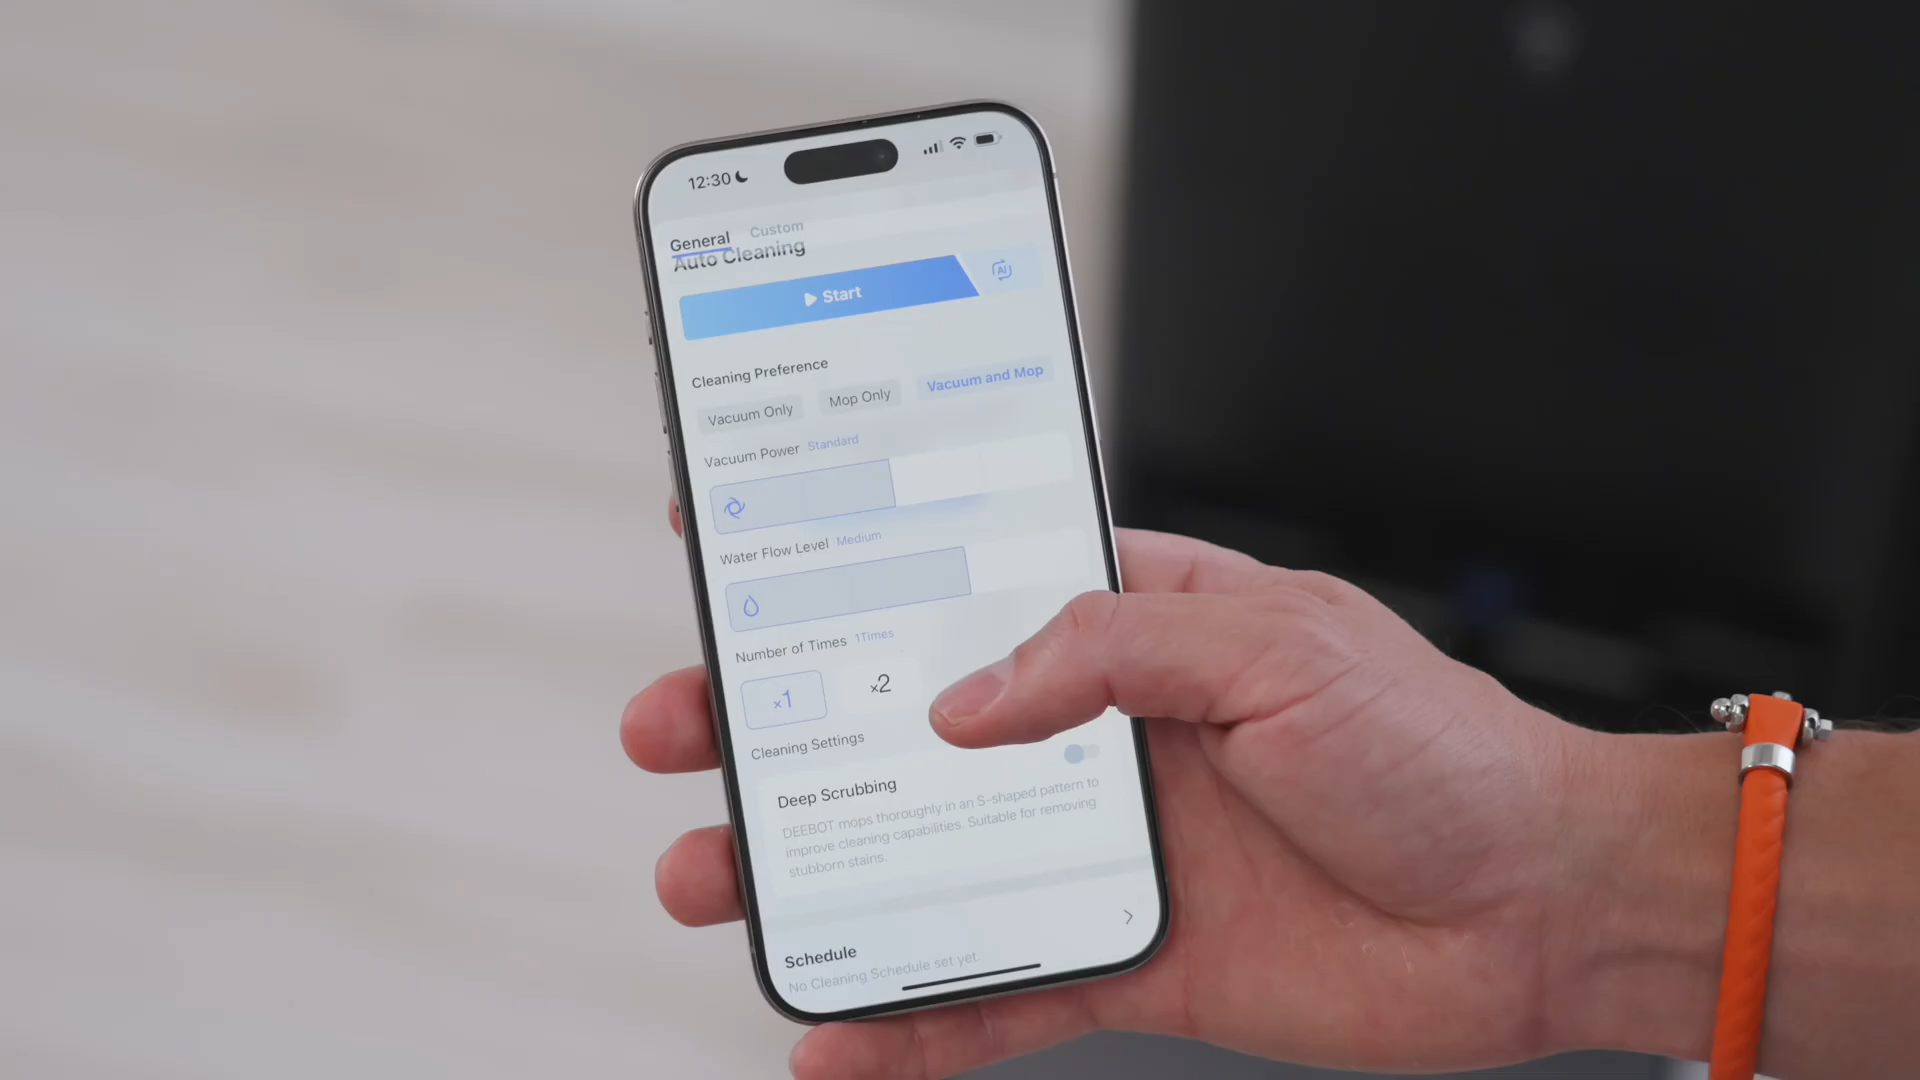 12:30
General Custom
Auto Cleaning
Start
AI
Cleaning Preference
Vacuum Only Mop Only Vacuum and Mop
Vacuum Power Standard
Water Flow Level Medium
Number of Times 1Times
×1 ×2
Cleaning Settings
Deep Scrubbing
DEEBOT mops thoroughly in an S-shaped pattern to
improve cleaning capabilities. Suitable for removing
stubborn stains.
Schedule
No Cleaning Schedule set yet